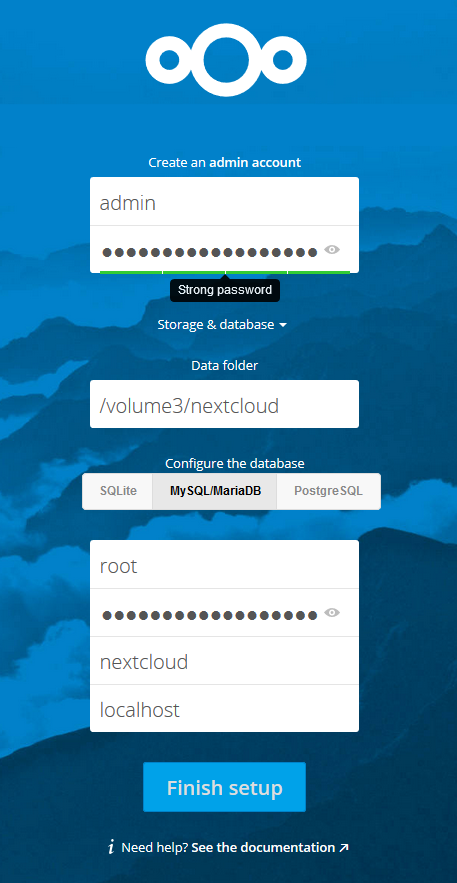 Create an admin account
admin
●●●●●●●●●●●●●●●●●●
Strong password
Storage & database
Data folder
/volume3/nextcloud
Configure the database
SQLite MySQL/MariaDB PostgreSQL
root
●●●●●●●●●●●●●●●●●●
nextcloud
localhost
Finish setup
i Need help? See the documentation ↗